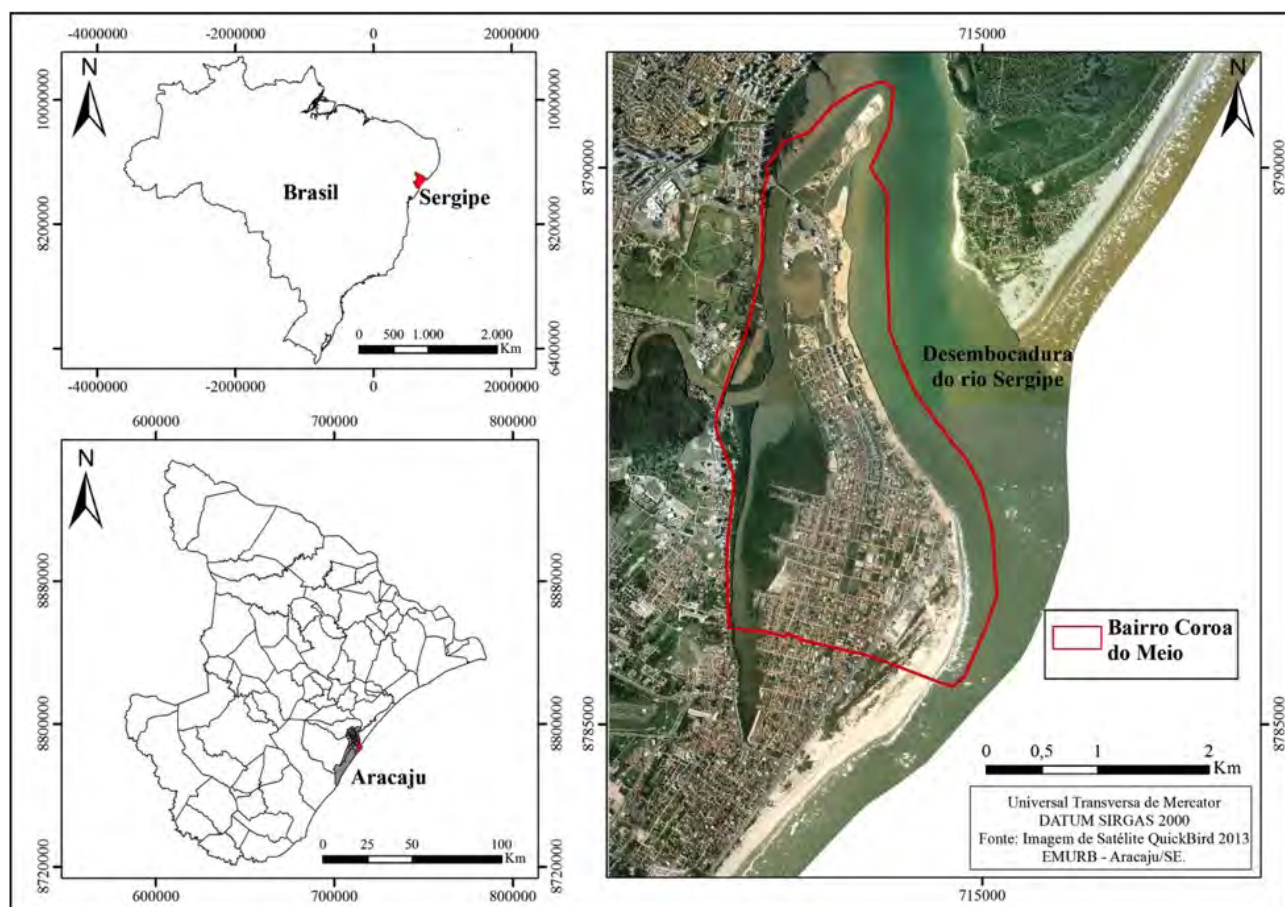 -4000000
-2000000
0
2000000
N
10000000
8200000
6400000
10000000
8200000
6400000
Brasil
Sergipe
0 500 1.000 2.000
Km
-4000000
-2000000
0
2000000
600000
700000
800000
N
8880000
8800000
8720000
8880000
8800000
8720000
Aracaju
0 25 50 100
Km
600000
700000
800000
715000
N
8790000
8785000
8790000
8785000
Desembocadura
do rio Sergipe
Bairro Coroa
do Meio
0 0,5 1 2
Km
Universal Transversa de Mercator
DATUM SIRGAS 2000
Fonte: Imagem de Satélite QuickBird 2013
EMURB - Aracaju/SE.
715000